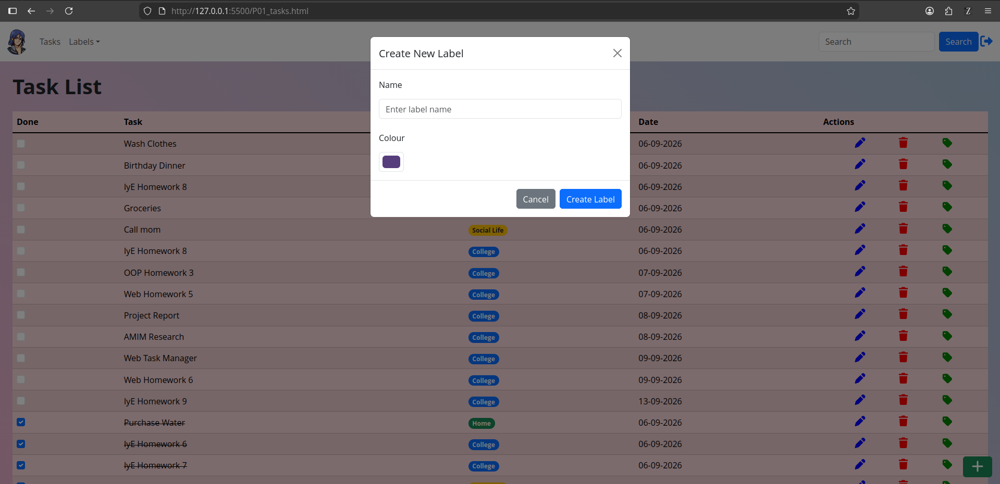 http://127.0.0.1:5500/P01_tasks.html
Z
Tasks Labels Search Search
Create New Label
Name
Enter label name
Colour
Cancel Create Label
Task List
Done Task Date Actions
Wash Clothes 06-09-2026
Birthday Dinner 06-09-2026
IyE Homework 8 06-09-2026
Groceries 06-09-2026
Call mom Social Life 06-09-2026
IyE Homework 8 College 06-09-2026
OOP Homework 3 College 07-09-2026
Web Homework 5 College 07-09-2026
Project Report College 08-09-2026
AMIM Research College 08-09-2026
Web Task Manager College 09-09-2026
Web Homework 6 College 09-09-2026
IyE Homework 9 College 13-09-2026
Purchase Water Home 06-09-2026
IyE Homework 6 College 06-09-2026
IyE Homework 7 College 06-09-2026